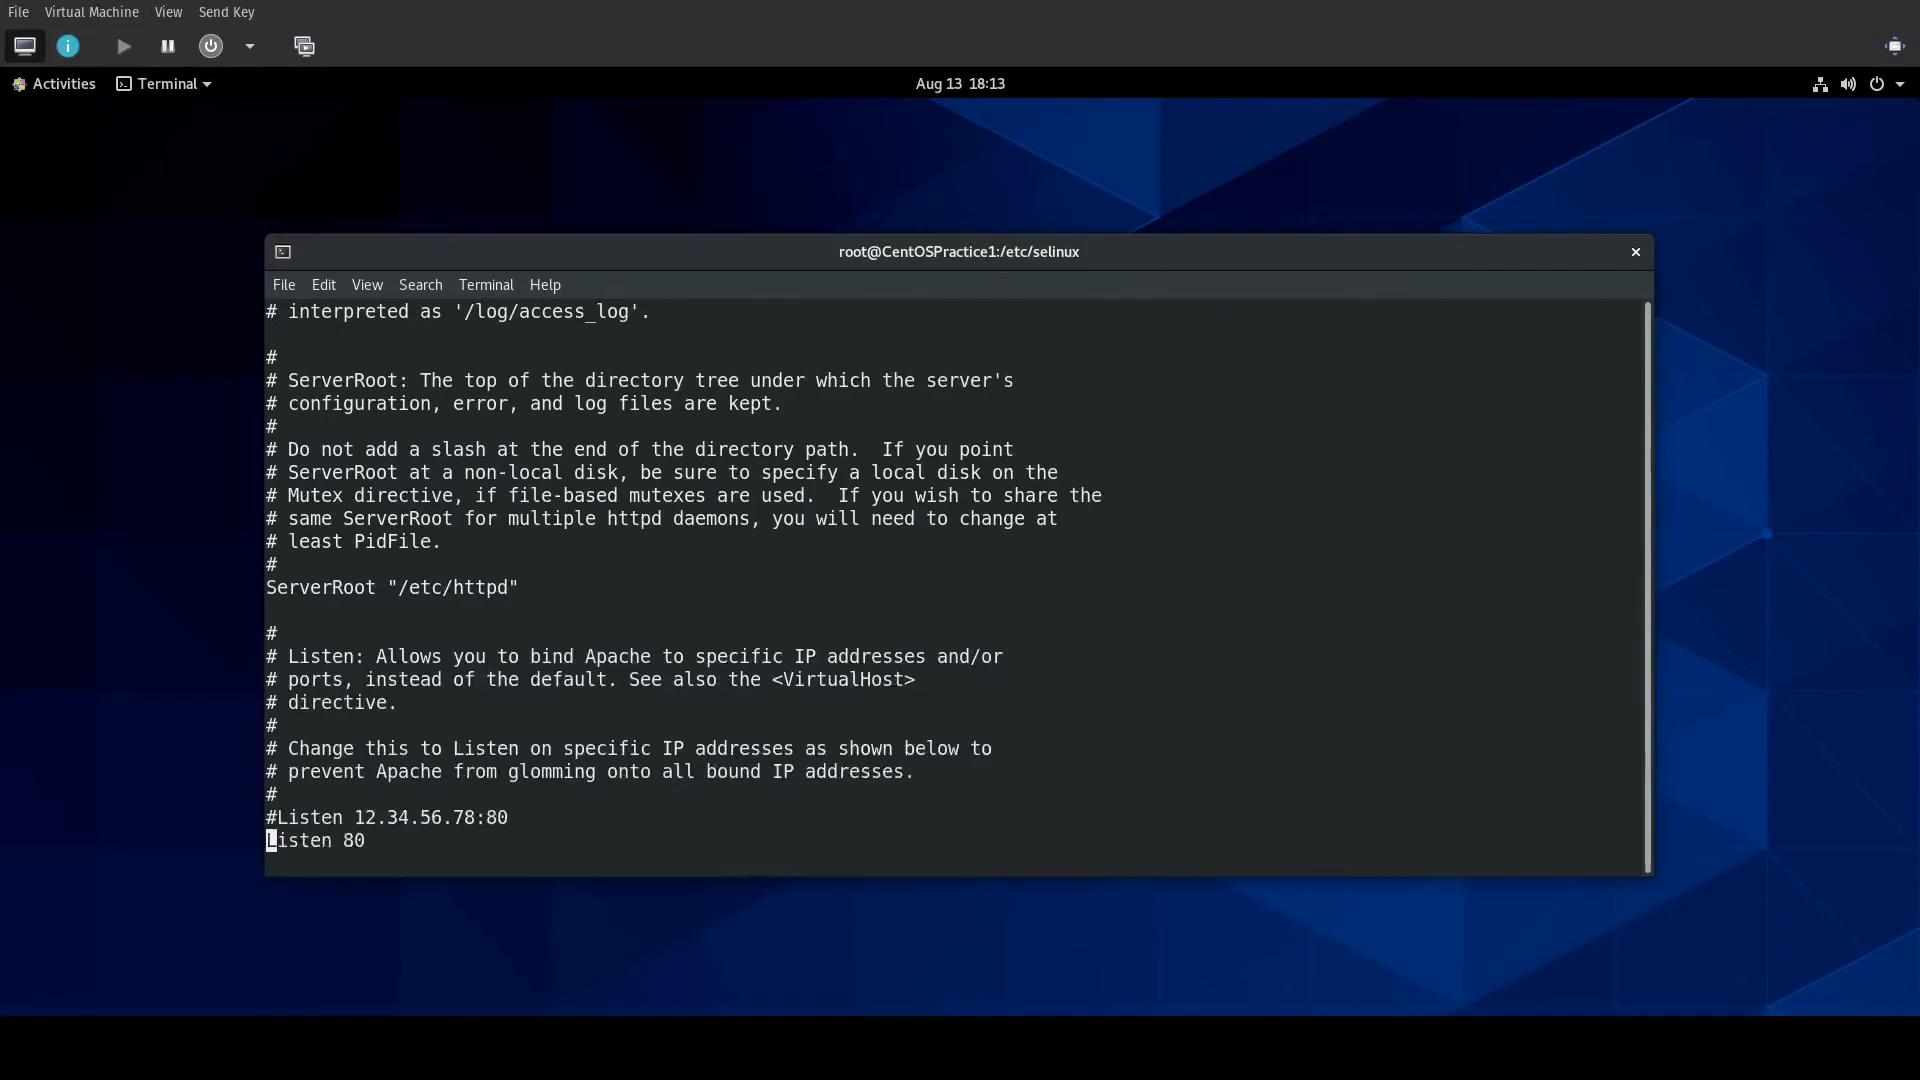 File Virtual Machine View Send Key
Activities Terminal Aug 13 18:13
root@CentOSPractice1:/etc/selinux
File Edit View Search Terminal Help
# interpreted as '/log/access_log'.
#
# ServerRoot: The top of the directory tree under which the server's
# configuration, error, and log files are kept.
#
# Do not add a slash at the end of the directory path.  If you point
# ServerRoot at a non-local disk, be sure to specify a local disk on the
# Mutex directive, if file-based mutexes are used.  If you wish to share the
# same ServerRoot for multiple httpd daemons, you will need to change at
# least PidFile.
#
ServerRoot "/etc/httpd"
#
# Listen: Allows you to bind Apache to specific IP addresses and/or
# ports, instead of the default. See also the <VirtualHost>
# directive.
#
# Change this to Listen on specific IP addresses as shown below to
# prevent Apache from glomming onto all bound IP addresses.
#
#Listen 12.34.56.78:80
Listen 80